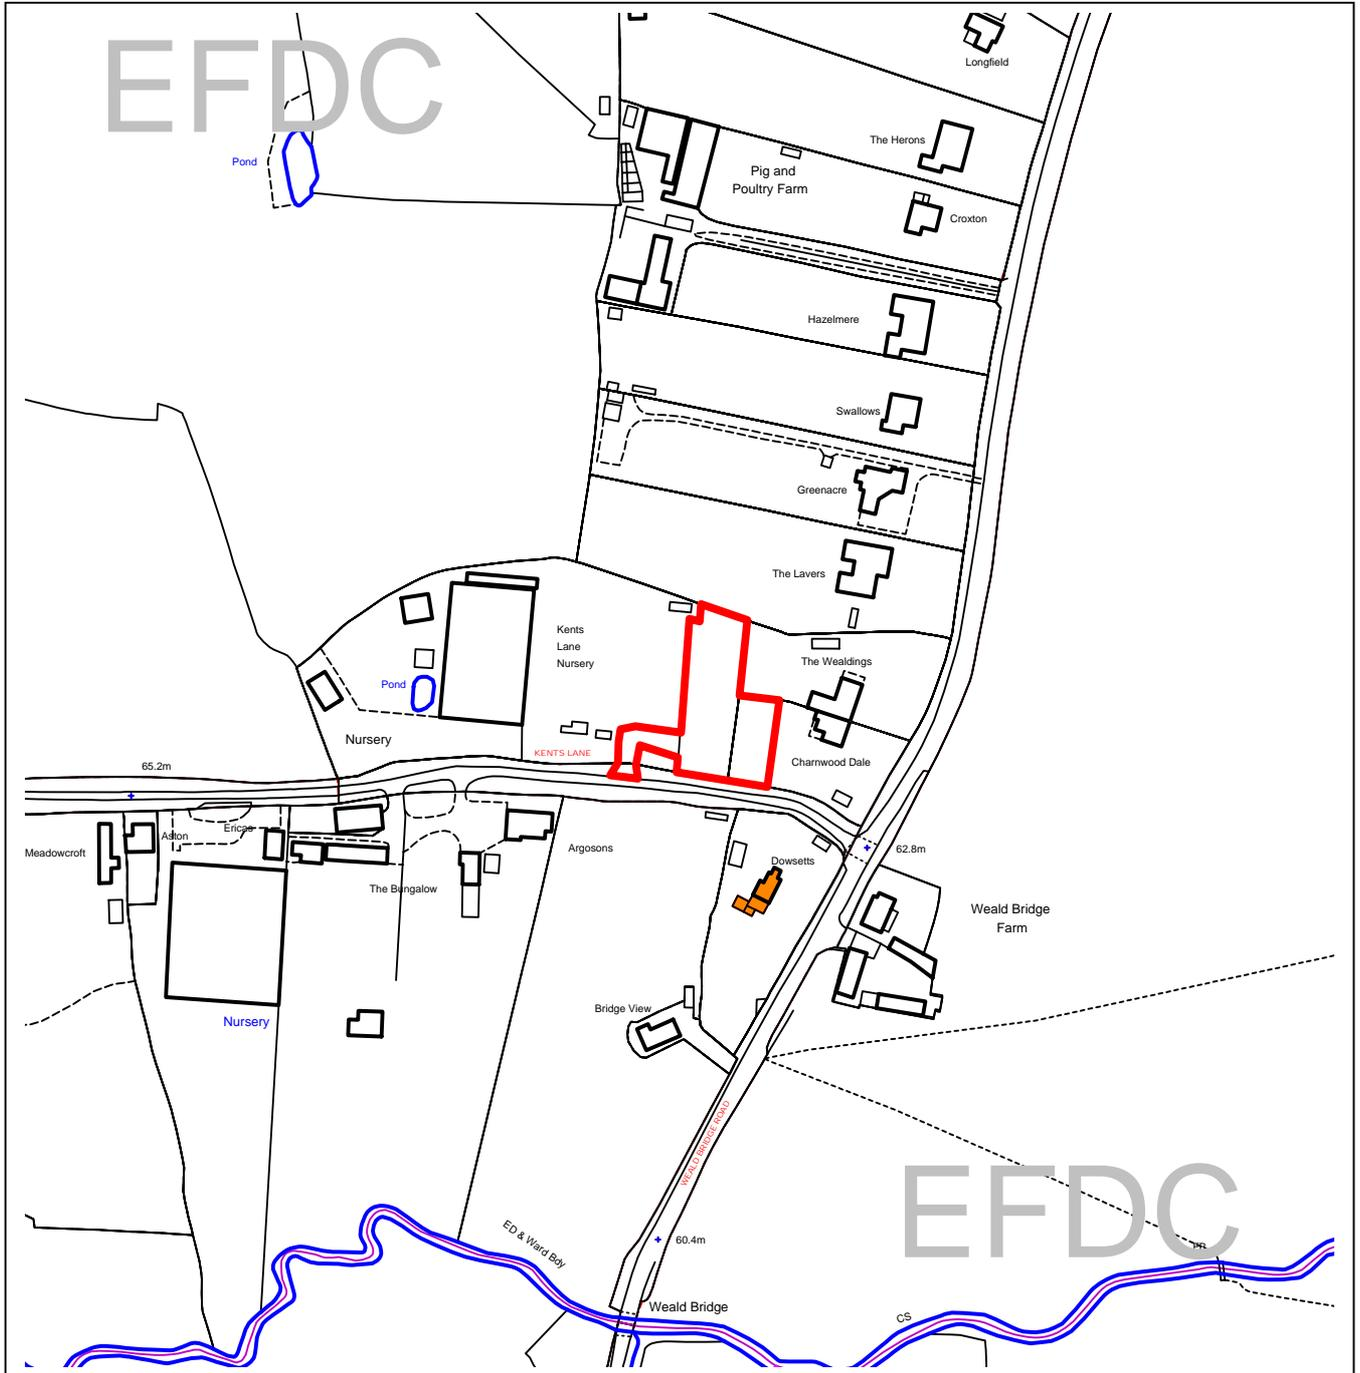 EFDC
Longfield
The Herons
Pond
Pig and
Poultry Farm
Croxton
Hazelmere
Swallows
Greenacre
The Lavers
Kents
Lane
Nursery
The Wealdings
Pond
Nursery
KENTS LANE
Charnwood Dale
65.2m
Ericas
Aston
Meadowcroft
Argosons
62.8m
Dowsetts
The Bungalow
Weald Bridge
Farm
Bridge View
Nursery
WEALD BRIDGE ROAD
EFDC
ED & Ward Bdy
60.4m
FB
Weald Bridge
CS